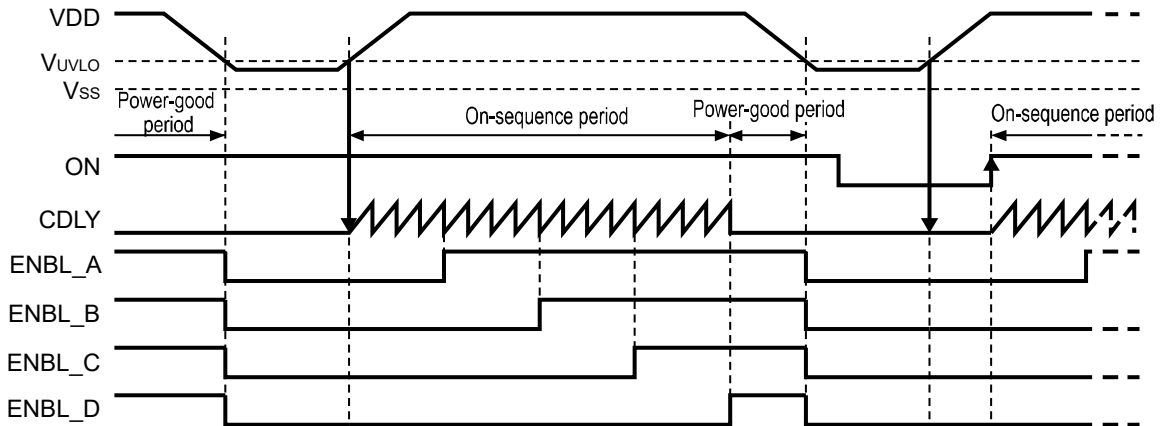 VDD
VUVLO
VSS
Power-good
period
On-sequence period
Power-good period
On-sequence period
ON
CDLY
ENBL_A
ENBL_B
ENBL_C
ENBL_D